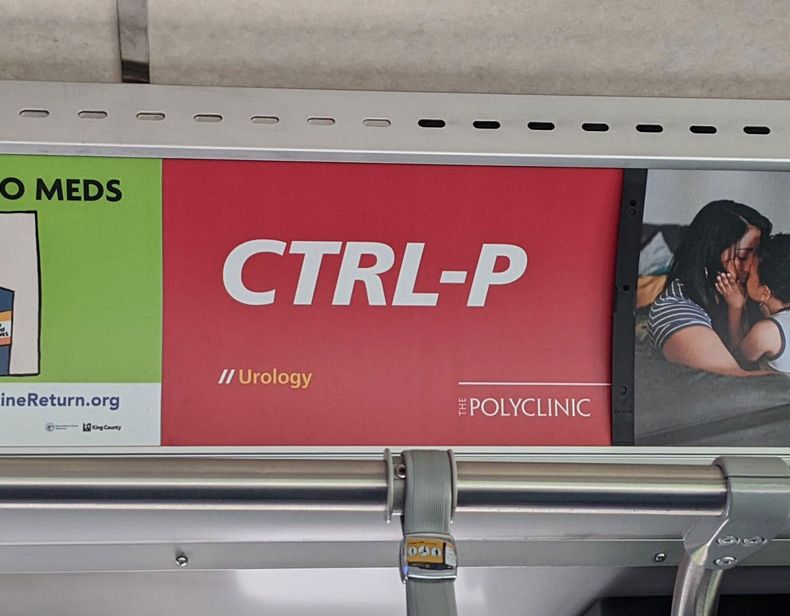 O MEDS
ineReturn.org
King County
CTRL-P
//Urology
THE POLYCLINIC